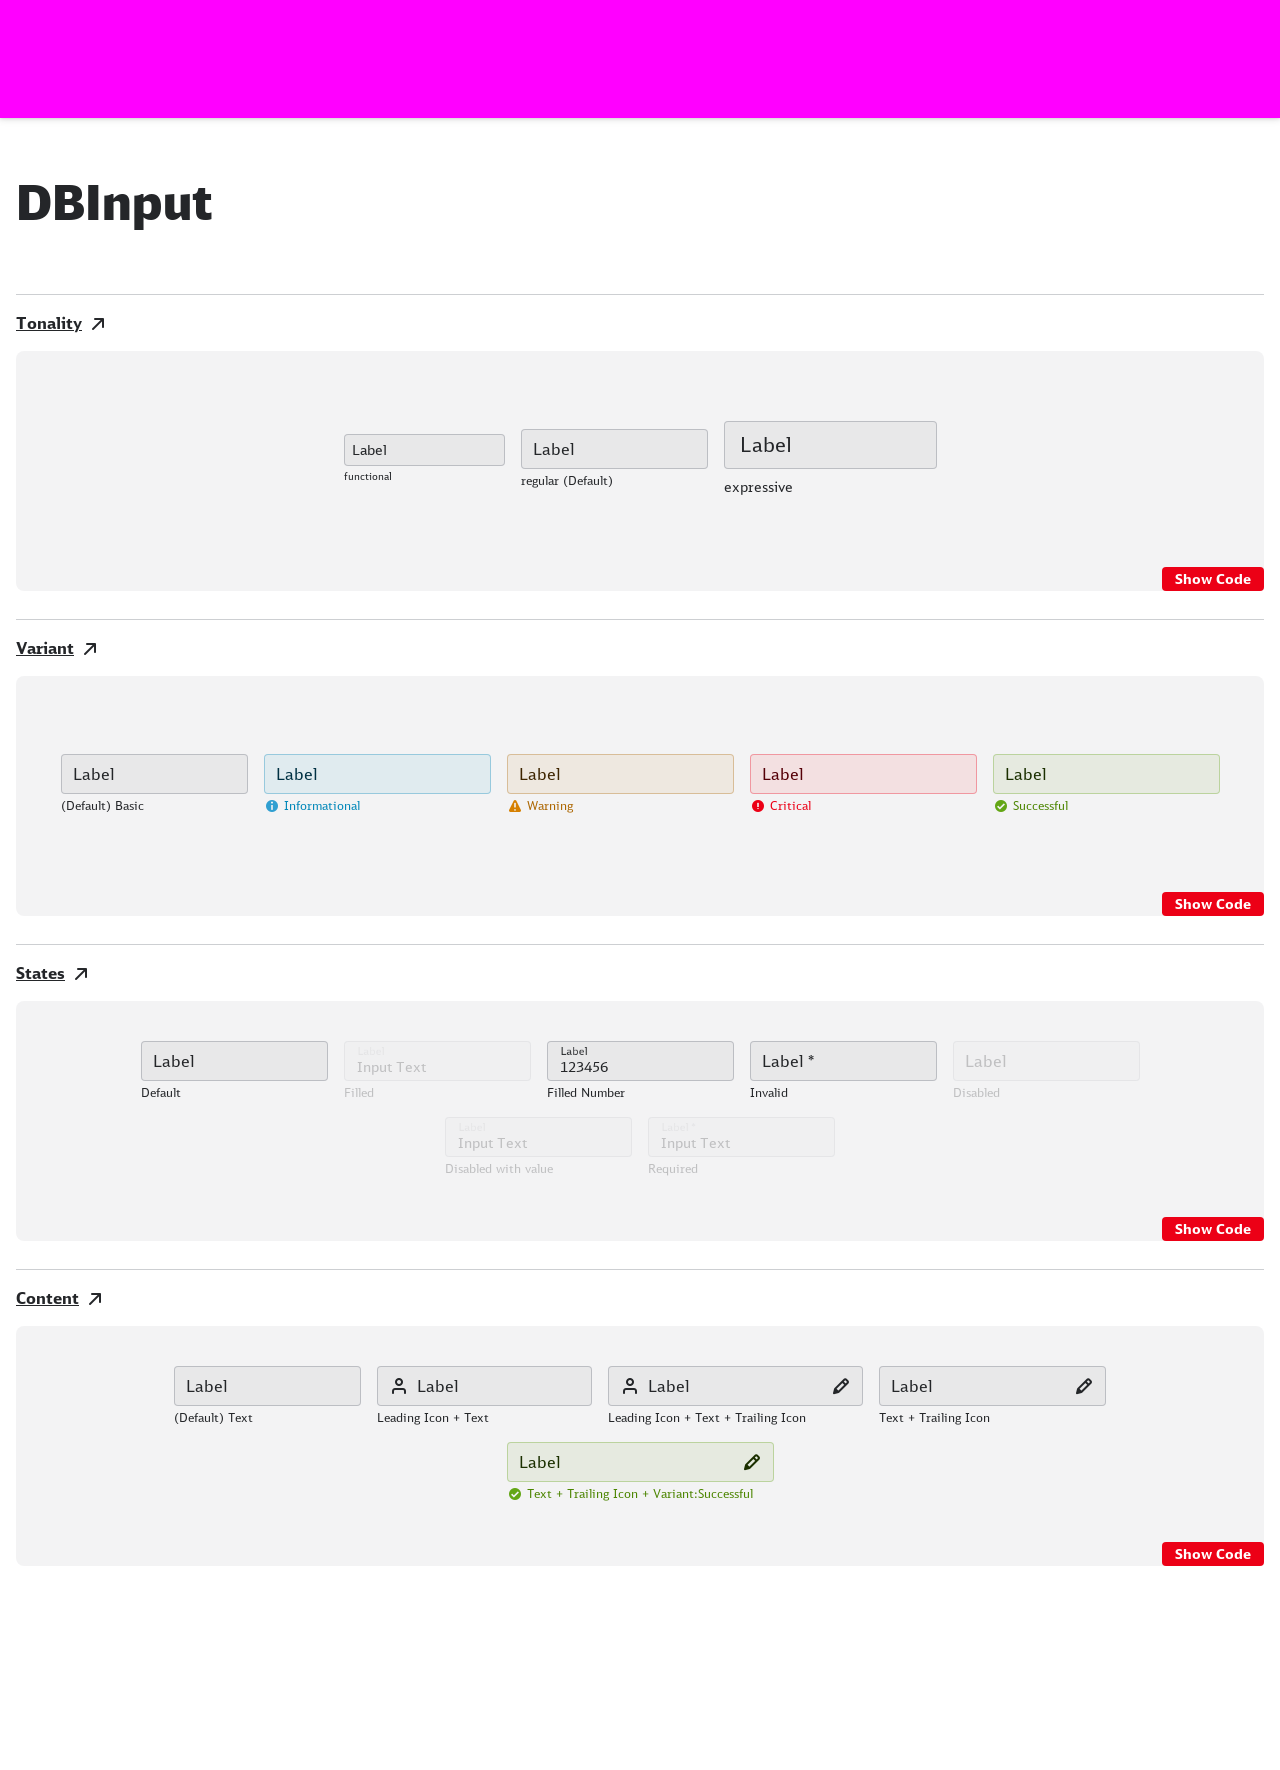 DBInput
Tonality
Label
Label
Label
functional
regular (Default)
expressive
Show Code
Variant
Label
Label
Label
Label
Label
(Default) Basic
Informational
Warning
Critical
Successful
Show Code
States
Label
Label
Input Text
Label
123456
Label *
Label
Default
Filled
Filled Number
Invalid
Disabled
Label
Input Text
Label *
Input Text
Disabled with value
Required
Show Code
Content
Label
Label
Label
Label
(Default) Text
Leading Icon + Text
Leading Icon + Text + Trailing Icon
Text + Trailing Icon
Label
Text + Trailing Icon + Variant:Successful
Show Code